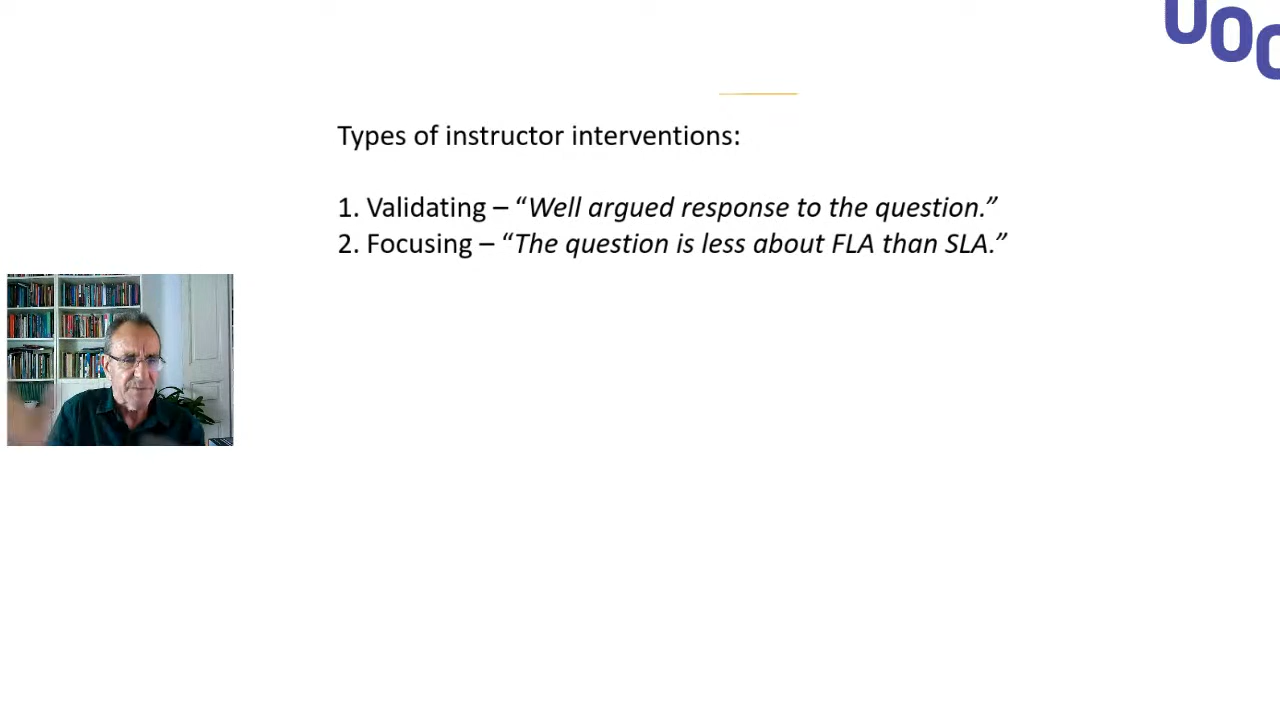 UOC
Types of instructor interventions:
1. Validating – “Well argued response to the question.”
2. Focusing – “The question is less about FLA than SLA.”